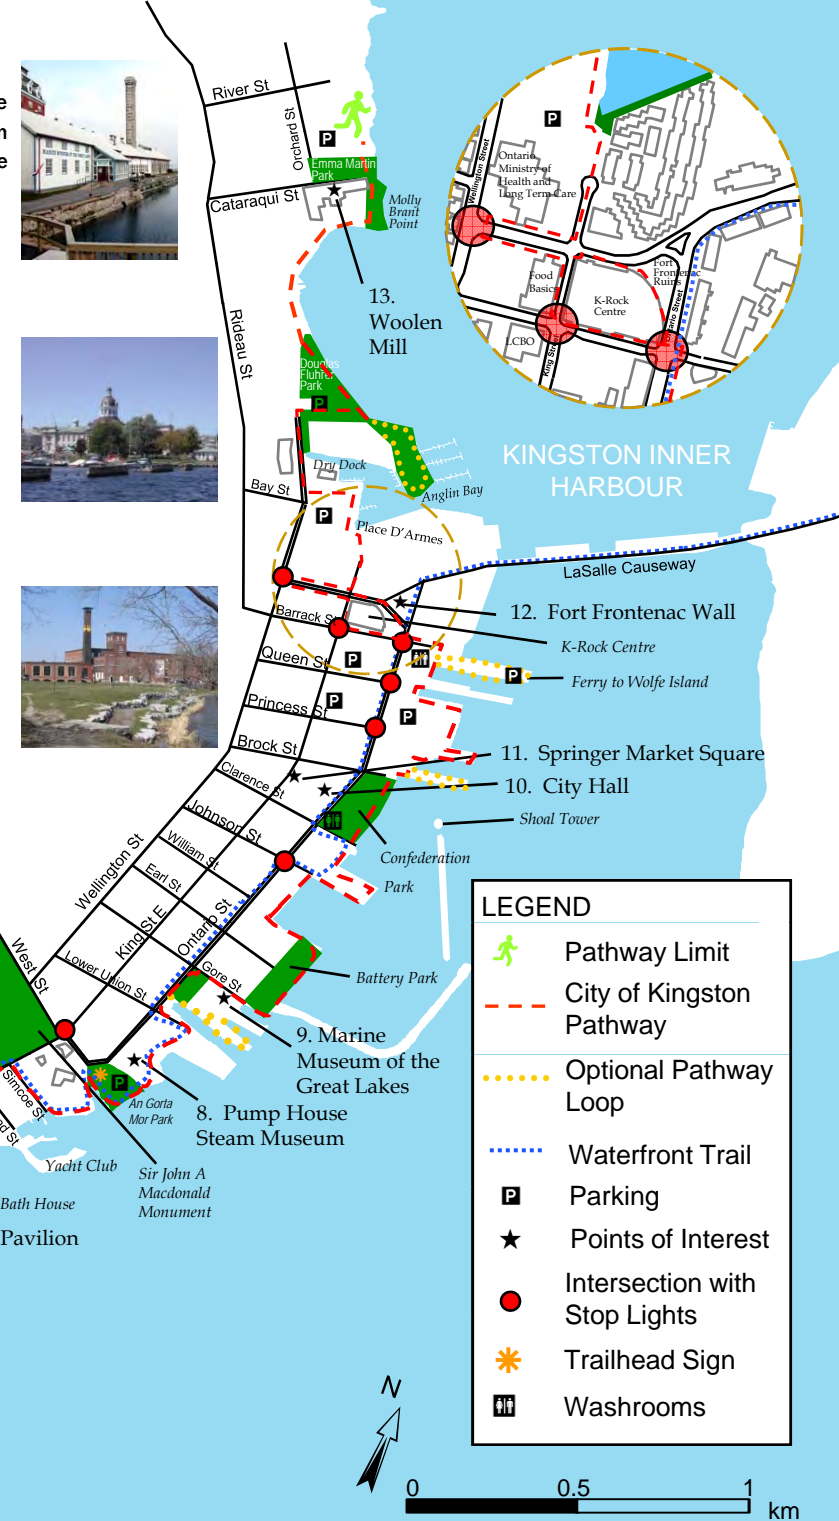 e
n
e
River St
Orchard St
P
Emma Martin
Park
Cataraqui St
Molly
Brant
Point
13.
Woolen
Mill
Rideau St
Wellington Street
P
Ontario
Ministry of
Health and
Long Term Care
Food
Basics
K-Rock
Centre
Fort
Frontenac
Ruins
LCBO
King Street
Ontario Street
Douglas
Fluhrer
Park
P
KINGSTON INNER
HARBOUR
Dry Dock
Anglin Bay
Bay St
P
Place D'Armes
LaSalle Causeway
12. Fort Frontenac Wall
Barrack St
K-Rock Centre
Queen St
P
P
Ferry to Wolfe Island
Princess St
P
P
Brock St
11. Springer Market Square
Clarence St
10. City Hall
Johnson St
Shoal Tower
William St
Confederation
Park
Earl St
Wellington St
King St E
Ontario St
West St
Lower Union St
Gore St
Battery Park
9. Marine
Museum of the
Great Lakes
8. Pump House
Steam Museum
P
An Gorta
Mor Park
Simcoe St
St
Yacht Club
Sir John A
Macdonald
Monument
Bath House
Pavilion
LEGEND
Pathway Limit
City of Kingston
Pathway
Optional Pathway
Loop
Waterfront Trail
P Parking
Points of Interest
Intersection with
Stop Lights
Trailhead Sign
Washrooms
N
0 0.5 1
km